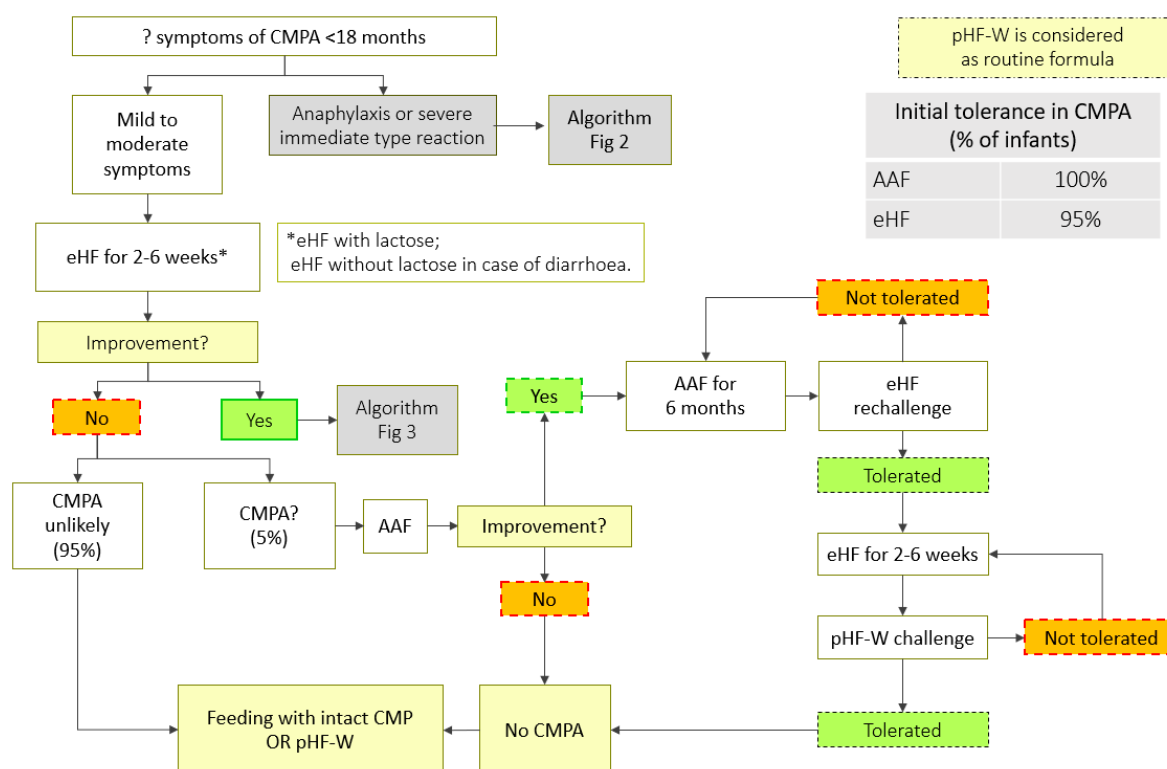 ? symptoms of CMPA <18 months
pHF-W is considered
as routine formula
Mild to
moderate
symptoms
Anaphylaxis or severe
immediate type reaction
Algorithm
Fig 2
Initial tolerance in CMPA
(% of infants)
AAF 100%
eHF 95%
eHF for 2-6 weeks*
*eHF with lactose;
eHF without lactose in case of diarrhoea.
Improvement?
No
Yes
Algorithm
Fig 3
CMPA
unlikely
(95%)
CMPA?
(5%)
AAF
Improvement?
Yes
No
AAF for
6 months
eHF
rechallenge
Not tolerated
Tolerated
eHF for 2-6 weeks
pHF-W challenge
Not tolerated
Tolerated
No CMPA
Feeding with intact CMP
OR pHF-W